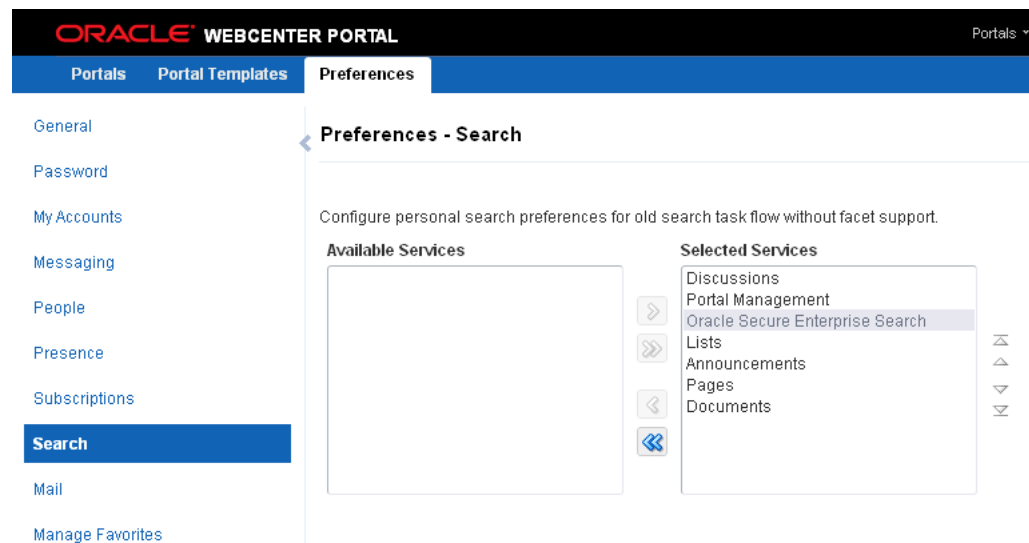 ORACLE WEBCENTER PORTAL
Portals
Portals Portal Templates Preferences
General
Password
My Accounts
Messaging
People
Presence
Subscriptions
Search
Mail
Manage Favorites
Preferences - Search
Configure personal search preferences for old search task flow without facet support.
Available Services
Selected Services
Discussions
Portal Management
Oracle Secure Enterprise Search
Lists
Announcements
Pages
Documents